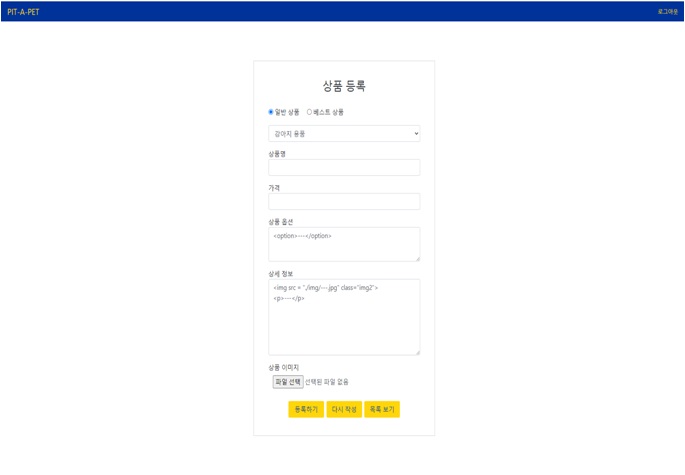 PIT-A-PET
로그아웃
상품 등록
일반 상품 베스트 상품
강아지 용품
상품명
가격
상품 옵션
<option>---</option>
상세 정보
<img src = "./img/---.jpg" class="img2">
<p>---</p>
상품 이미지
파일 선택 선택된 파일 없음
등록하기 다시 작성 목록 보기